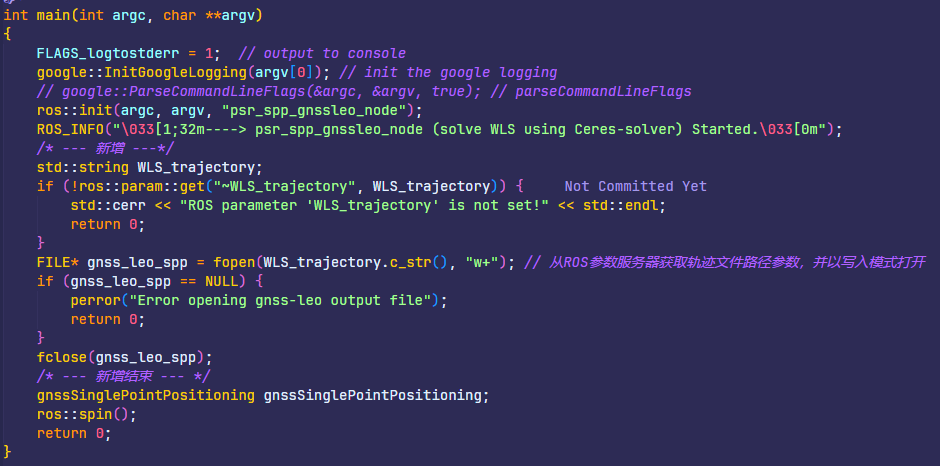 int main(int argc, char **argv)
{
    FLAGS_logtostderr = 1;  // output to console
    google::InitGoogleLogging(argv[0]); // init the google logging
    // google::ParseCommandLineFlags(&argc, &argv, true); // parseCommandLineFlags
    ros::init(argc, argv, "psr_spp_gnssleo_node");
    ROS_INFO("\033[1;32m----> psr_spp_gnssleo_node (solve WLS using Ceres-solver) Started.\033[0m");
    /* --- 新增 ---*/
    std::string WLS_trajectory;
    if (!ros::param::get("~WLS_trajectory", WLS_trajectory)) {     Not Committed Yet
        std::cerr << "ROS parameter 'WLS_trajectory' is not set!" << std::endl;
        return 0;
    }
    FILE* gnss_leo_spp = fopen(WLS_trajectory.c_str(), "w+"); // 从ROS参数服务器获取轨迹文件路径参数，并以写入模式打开
    if (gnss_leo_spp == NULL) {
        perror("Error opening gnss-leo output file");
        return 0;
    }
    fclose(gnss_leo_spp);
    /* --- 新增结束 --- */
    gnssSinglePointPositioning gnssSinglePointPositioning;
    ros::spin();
    return 0;
}